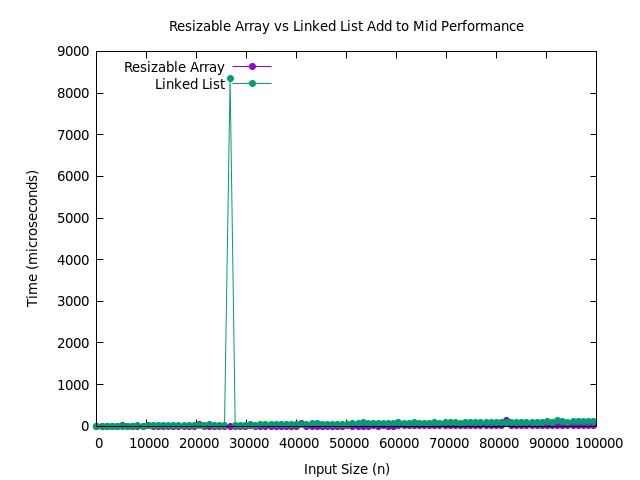 Resizable Array vs Linked List Add to Mid Performance
9000
8000
7000
6000
5000
4000
3000
2000
1000
0
Time (microseconds)
Resizable Array
Linked List
0 10000 20000 30000 40000 50000 60000 70000 80000 90000 100000
Input Size (n)